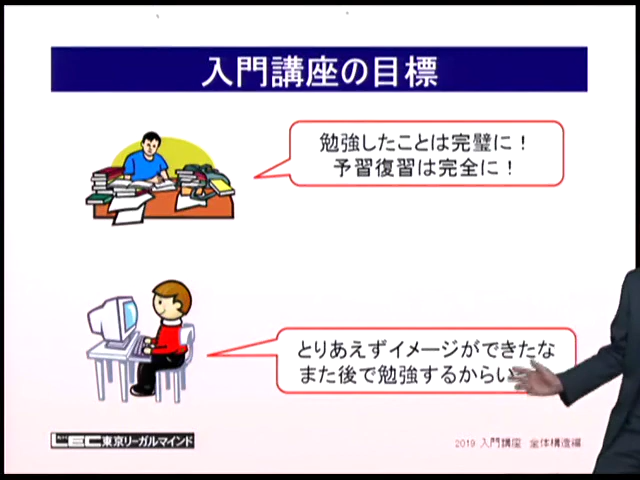 入門講座の目標
勉強したことは完璧に！
予習復習は完全に！
とりあえずイメージができたな
また後で勉強するからい
LEC東京リーガルマインド
2019 入門講座 全体構造編